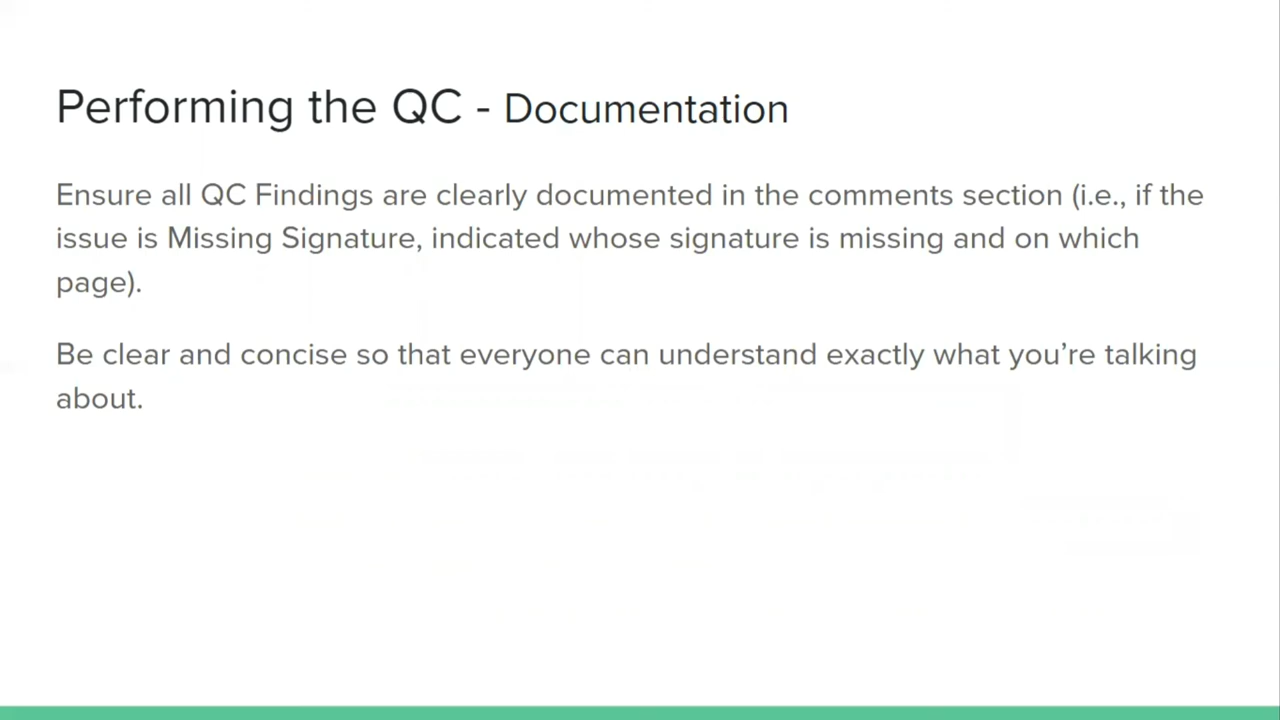 Performing the QC - Documentation
Ensure all QC Findings are clearly documented in the comments section (i.e., if the
issue is Missing Signature, indicated whose signature is missing and on which
page).
Be clear and concise so that everyone can understand exactly what you’re talking
about.